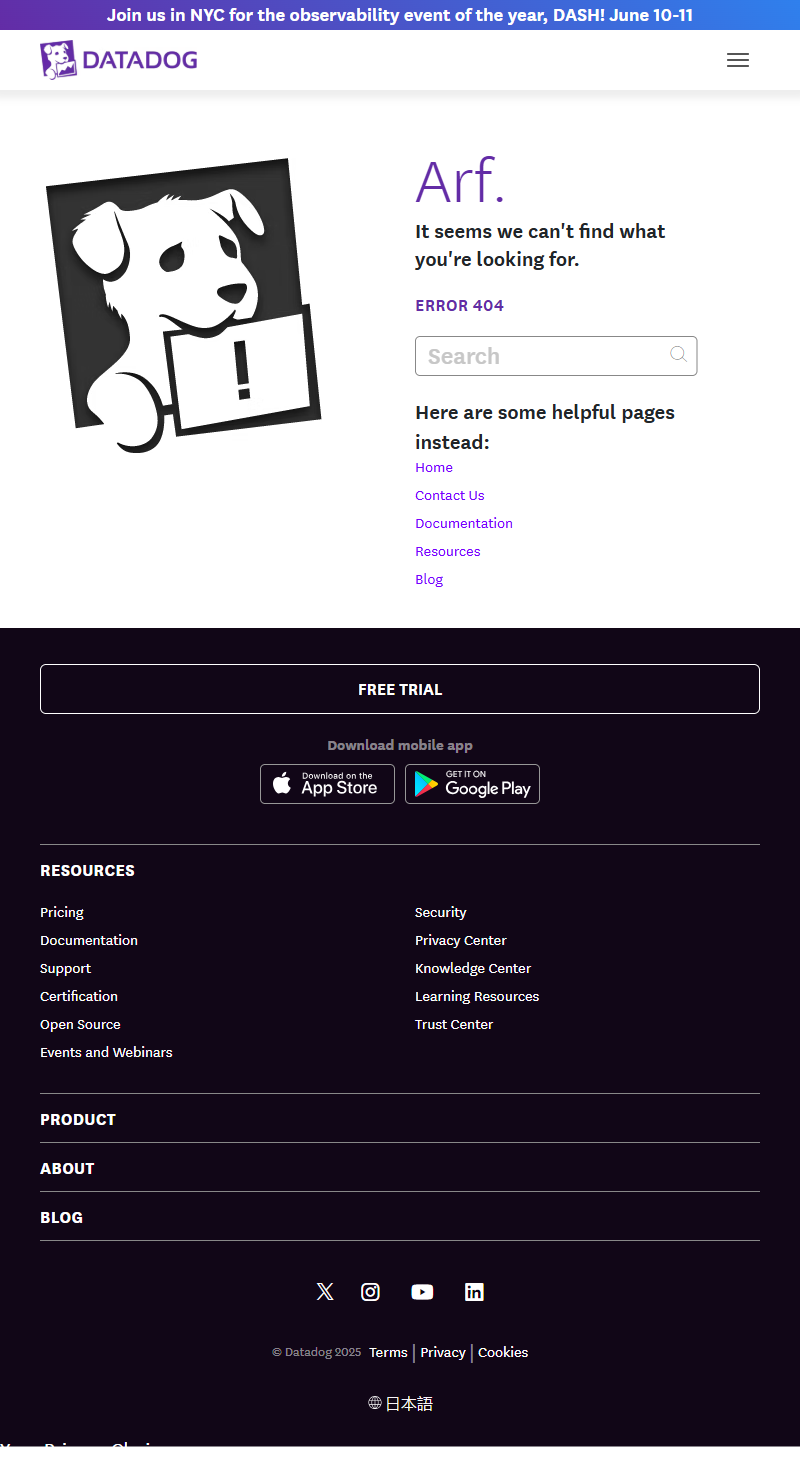 Join us in NYC for the observability event of the year, DASH! June 10-11
DATADOG
Arf.
It seems we can't find what
you're looking for.
ERROR 404
Search
!
Here are some helpful pages
instead:
Home
Contact Us
Documentation
Resources
Blog
FREE TRIAL
Download mobile app
Download on the
App Store
GET IT ON
Google Play
RESOURCES
Pricing
Documentation
Support
Certification
Open Source
Events and Webinars
Security
Privacy Center
Knowledge Center
Learning Resources
Trust Center
PRODUCT
ABOUT
BLOG
© Datadog 2025 Terms | Privacy | Cookies
日本語